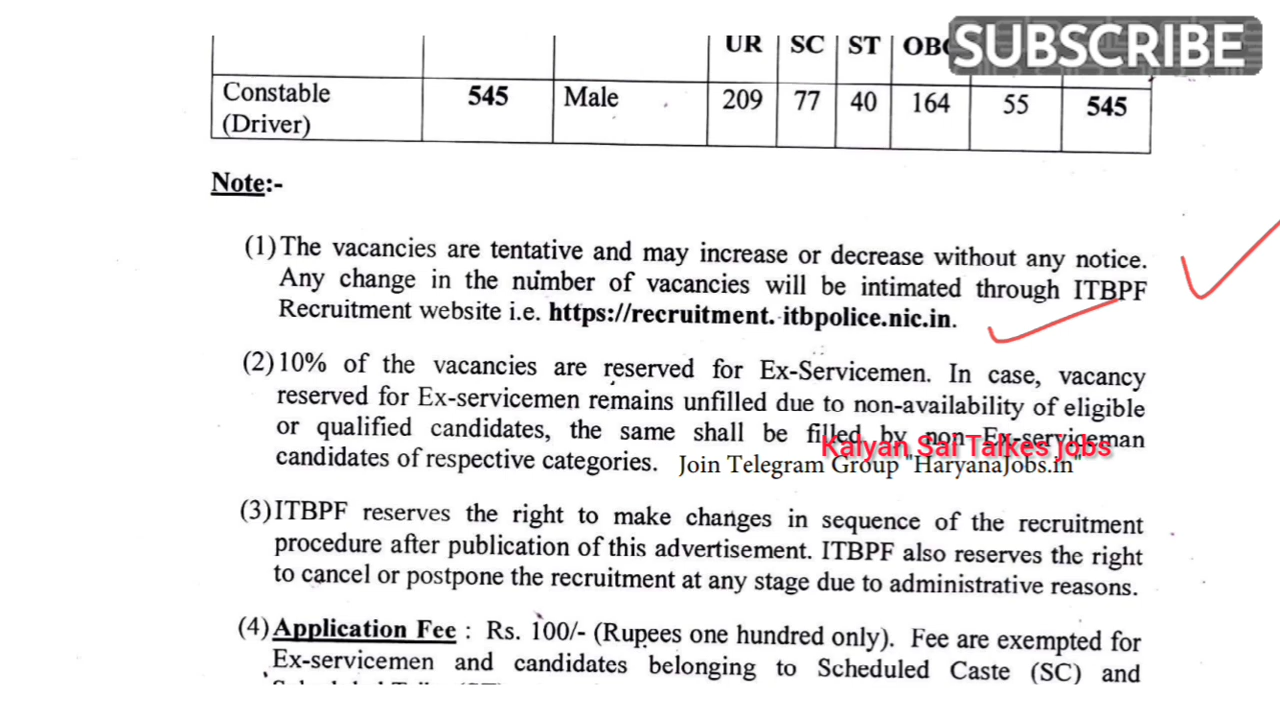 SUBSCRIBE
UR SC ST
Constable 545 Male 209 77 40 164 55 545
(Driver)
Note:-
(1) The vacancies are tentative and may increase or decrease without any notice.
Any change in the number of vacancies will be intimated through ITBPF
Recruitment website i.e. https://recruitment. itbpolice.nic.in.
(2) 10% of the vacancies are reserved for Ex-Servicemen. In case, vacancy
reserved for Ex-servicemen remains unfilled due to non-availability of eligible
or qualified candidates, the same shall be filled by non-Ex-serviceman
Kalyan Sai Talkes jobs
candidates of respective categories. Join Telegram Group "HaryanaJobs.in"
(3) ITBPF reserves the right to make changes in sequence of the recruitment
procedure after publication of this advertisement. ITBPF also reserves the right
to cancel or postpone the recruitment at any stage due to administrative reasons.
(4) Application Fee : Rs. 100/- (Rupees one hundred only). Fee are exempted for
Ex-servicemen and candidates belonging to Scheduled Caste (SC) and